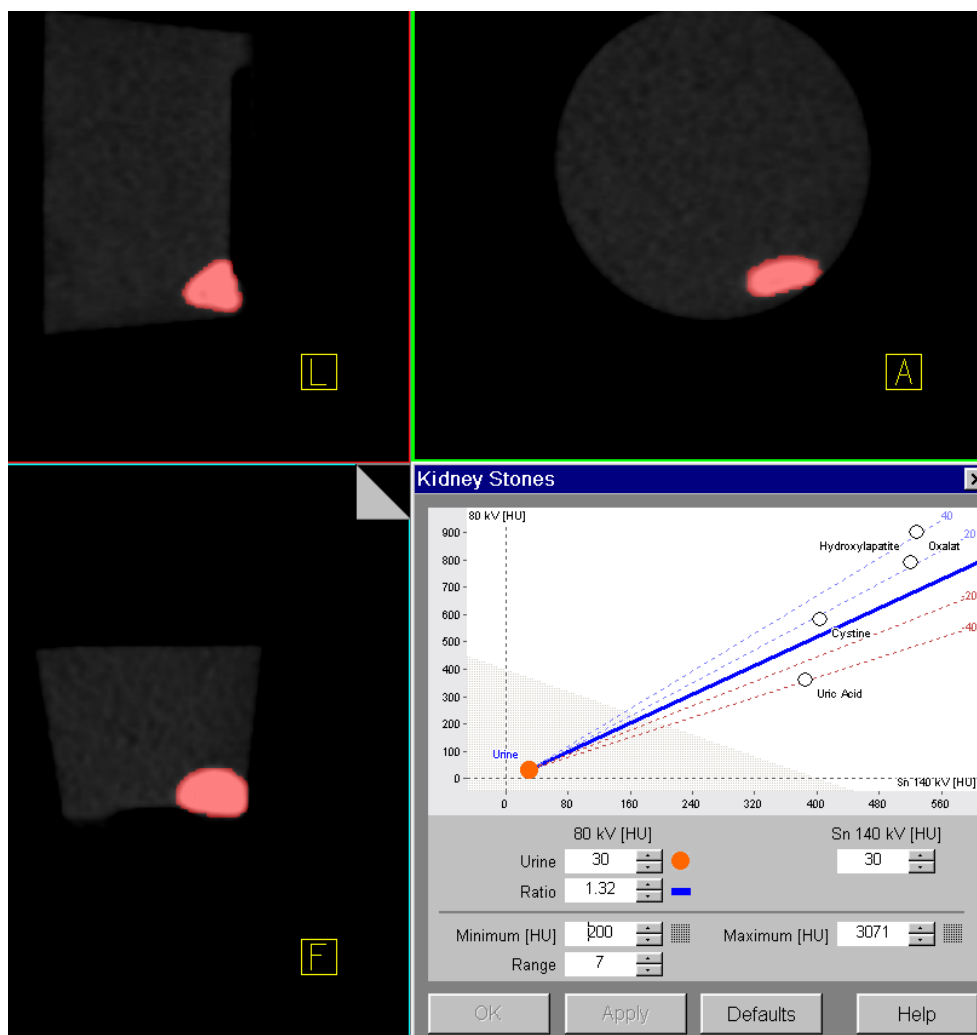 L
A
F
Kidney Stones
80 kV [HU]
900
800
700
600
500
400
300
200
100
0
40
20
Hydroxylapatite
Oxalat
-20
Cystine
-40
Uric Acid
Urine
Sn 140 kV [HU]
0 80 160 240 320 400 480 560
80 kV [HU] Sn 140 kV [HU]
Urine 30 30
Ratio 1.32
Minimum [HU] 200 Maximum [HU] 3071
Range 7
OK Apply Defaults Help